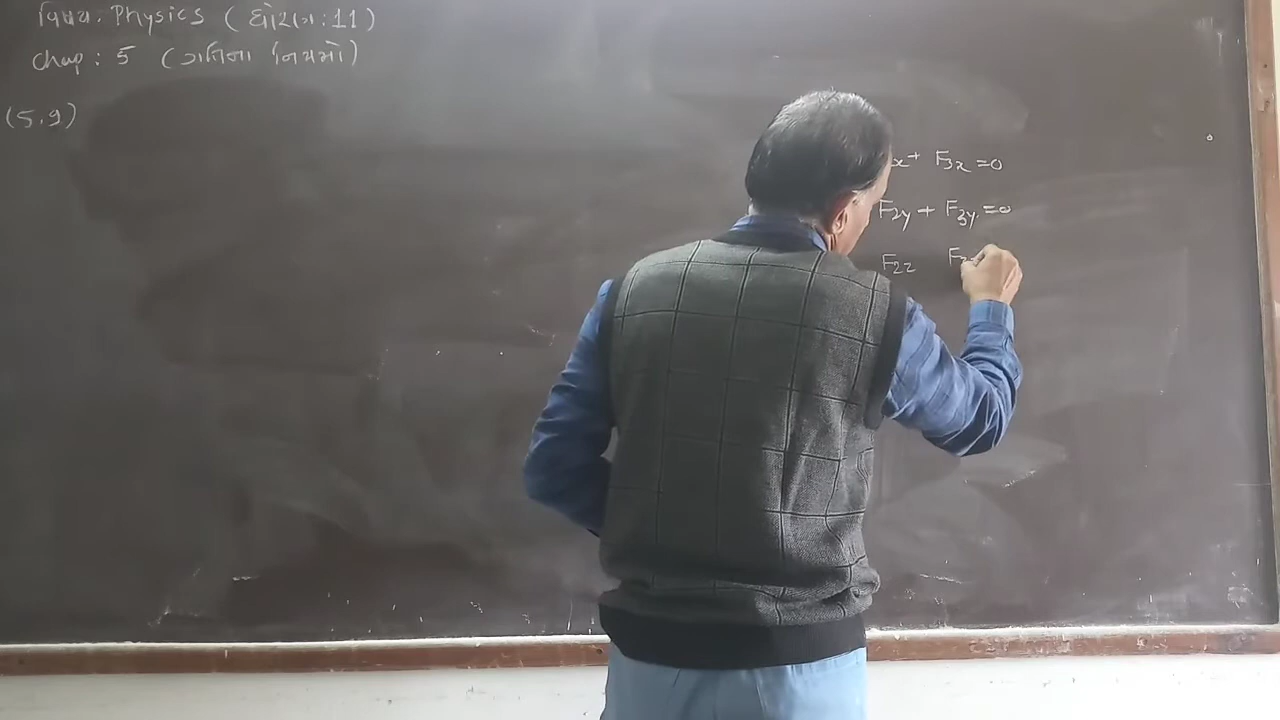 વિષય: Physics (ધોરણ: 11)
Chap: 5 (ગતિના નિયમો)
(5.9)
x + F3x = 0
F2y + F3y = 0
F2z F